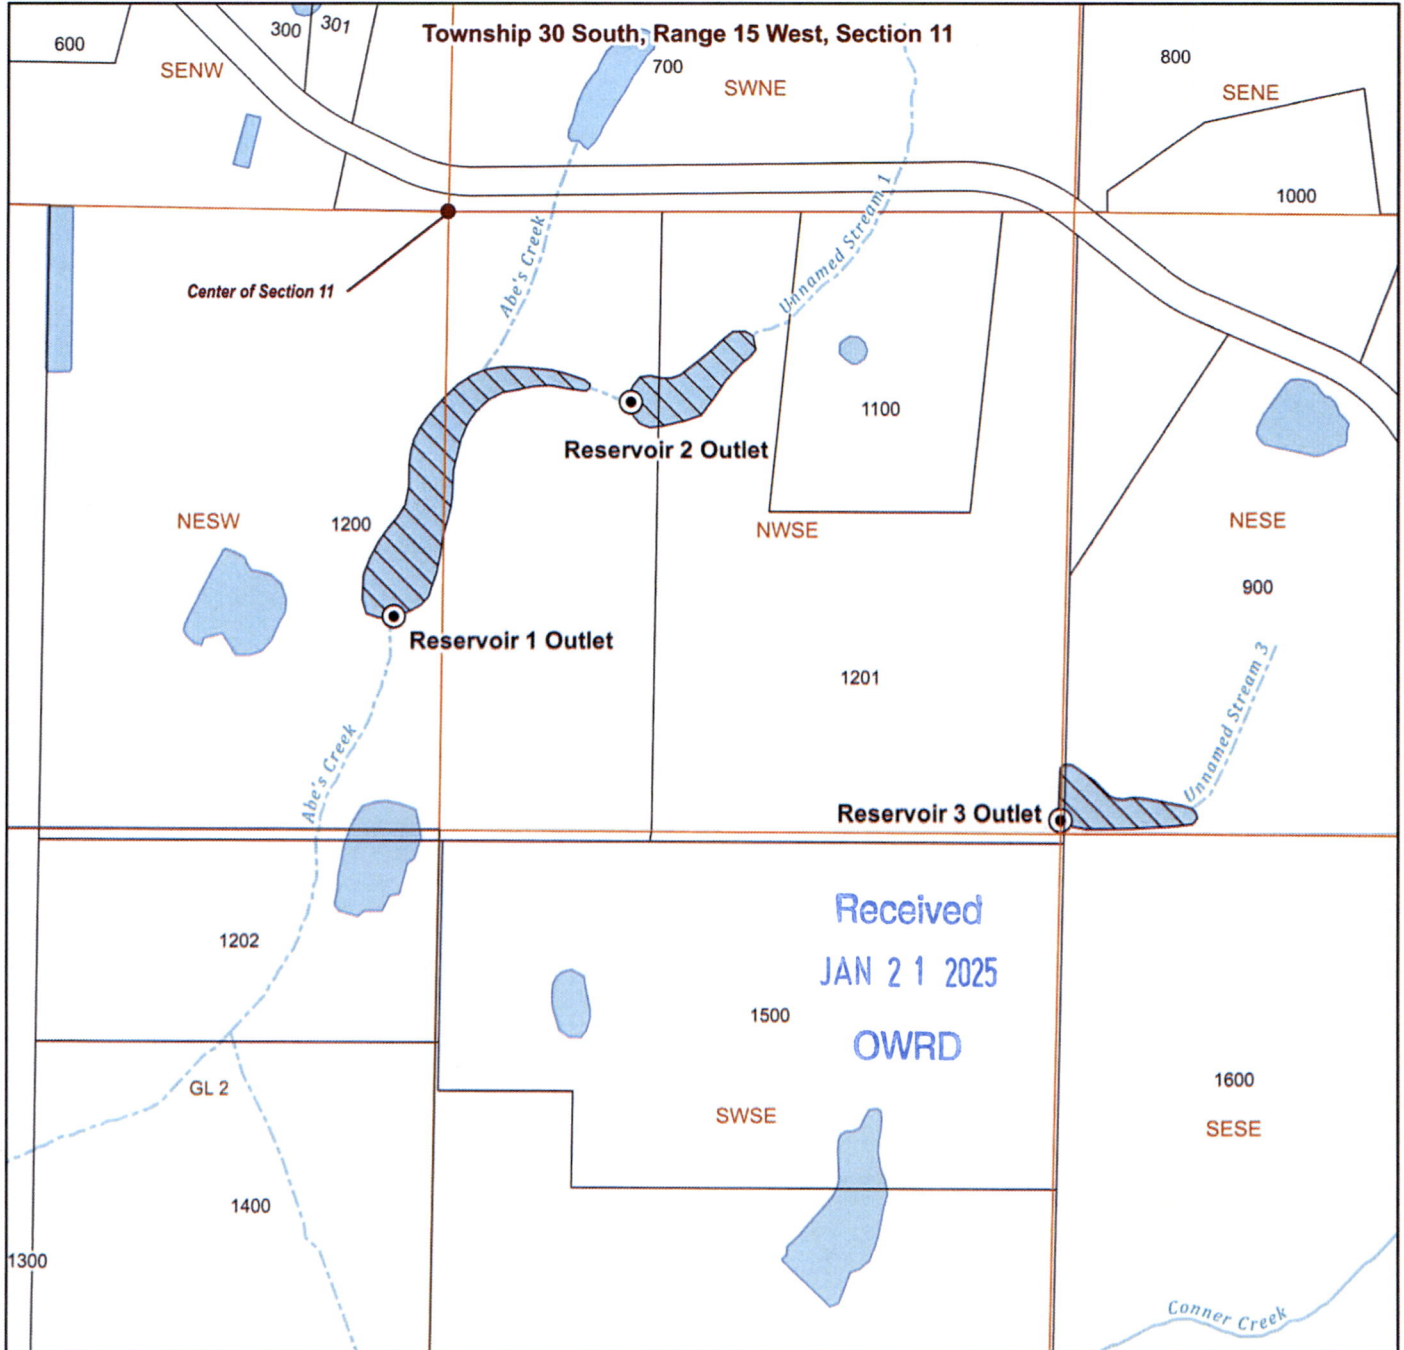 Township 30 South, Range 15 West, Section 11
600
300
301
SENW
700
SWNE
800
SENE
1000
Center of Section 11
Abe's Creek
Unnamed Stream 1
1100
Reservoir 2 Outlet
NESW
1200
NWSE
NESE
900
Reservoir 1 Outlet
1201
Unnamed Stream 3
Abe's Creek
Reservoir 3 Outlet
Received
JAN 21 2025
OWRD
1202
1500
GL 2
SWSE
1600
SESE
1400
1300
Conner Creek